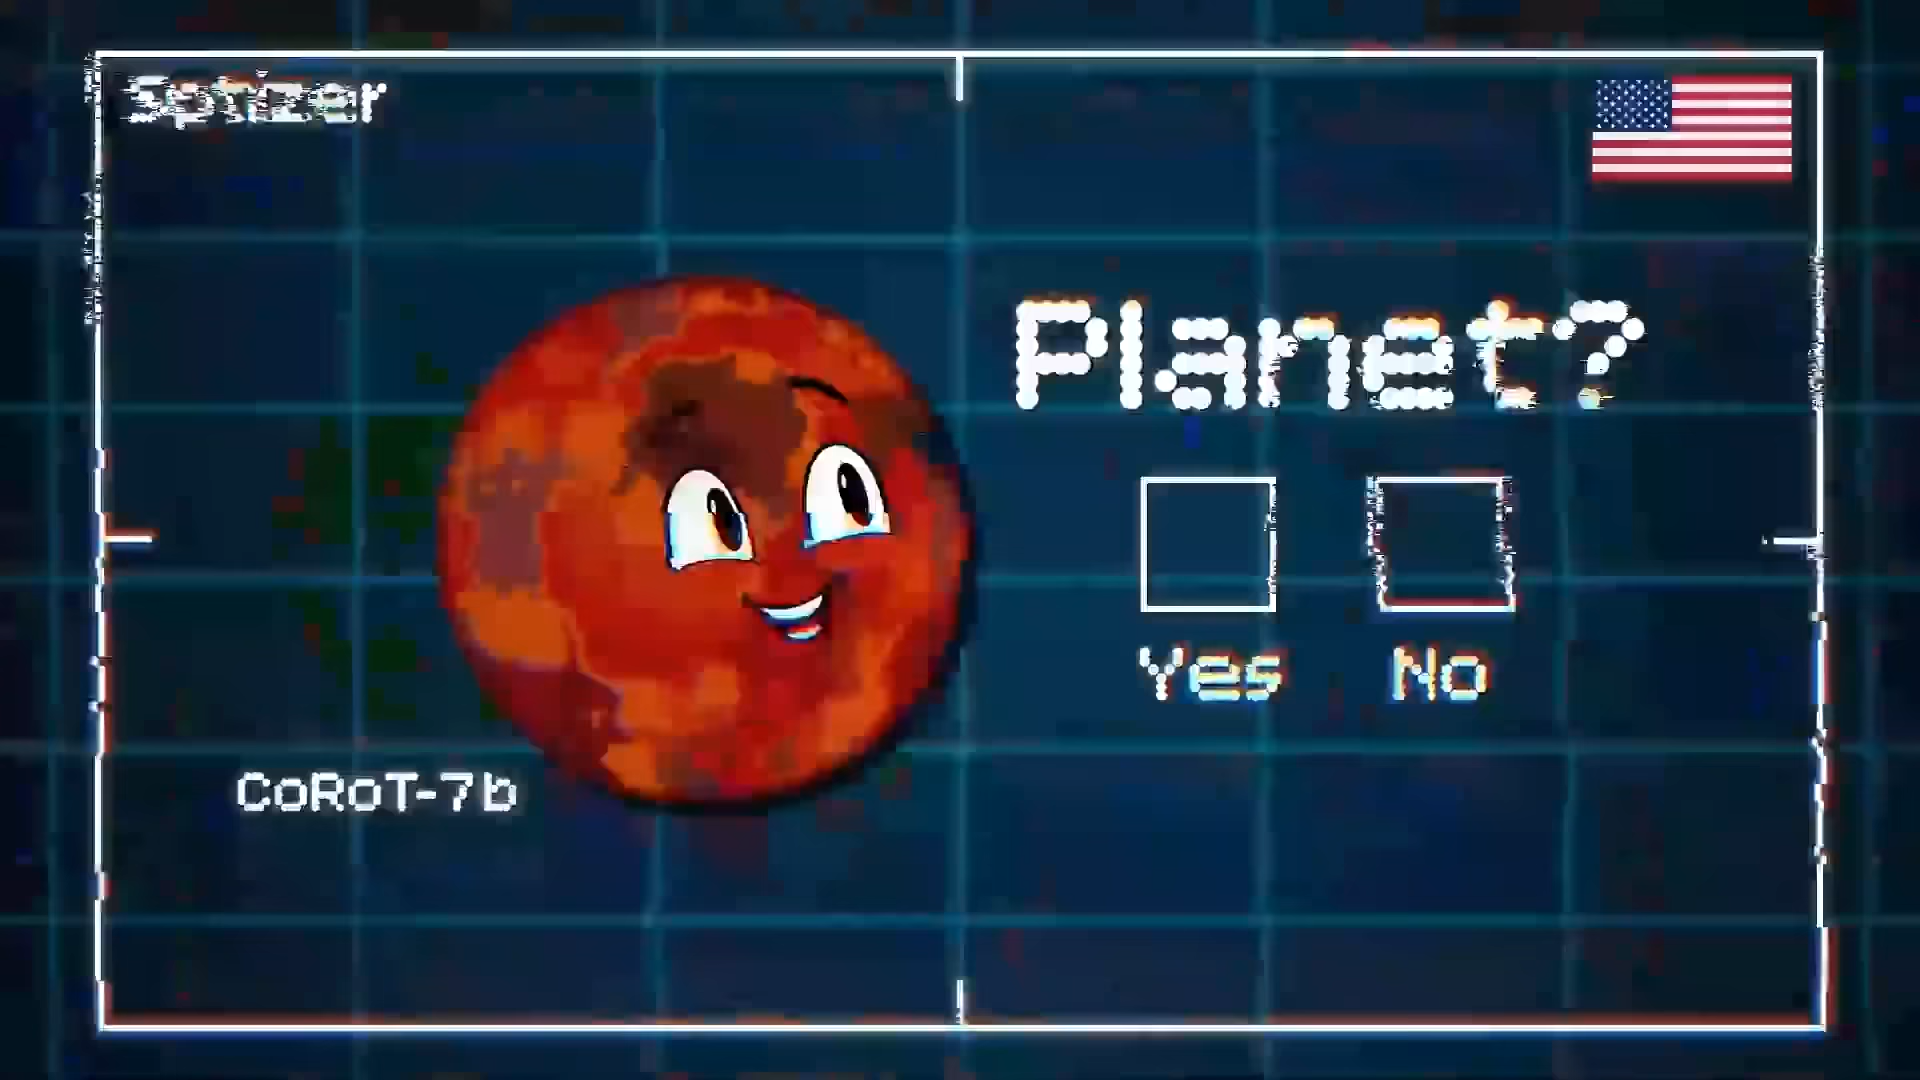 Sptizer
Planet?
Yes No
CoRoT-7b